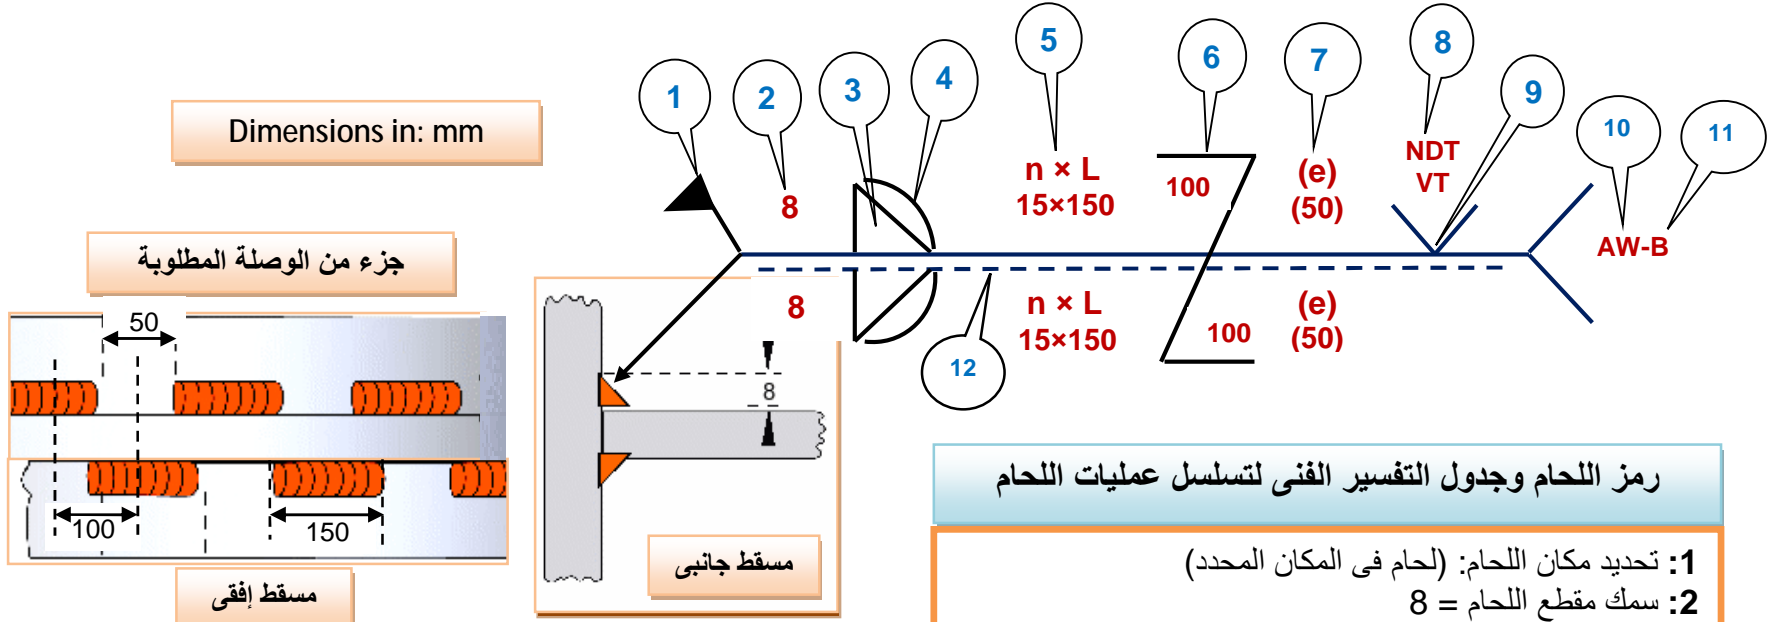 5
8
4
6
7
1
2
3
9
10
11
Dimensions in: mm
NDT
VT
n × L
15×150
100
(e)
(50)
8
AW-B
جزء من الوصلة المطلوبة
50
8
n × L
15×150
100
(e)
(50)
12
8
100
150
رمز اللحام وجدول التفسير الفنى لتسلسل عمليات اللحام
مسقط جانبى
مسقط إفقى
1: تحديد مكان اللحام: (لحام فى المكان المحدد)
2: سمك مقطع اللحام = 8